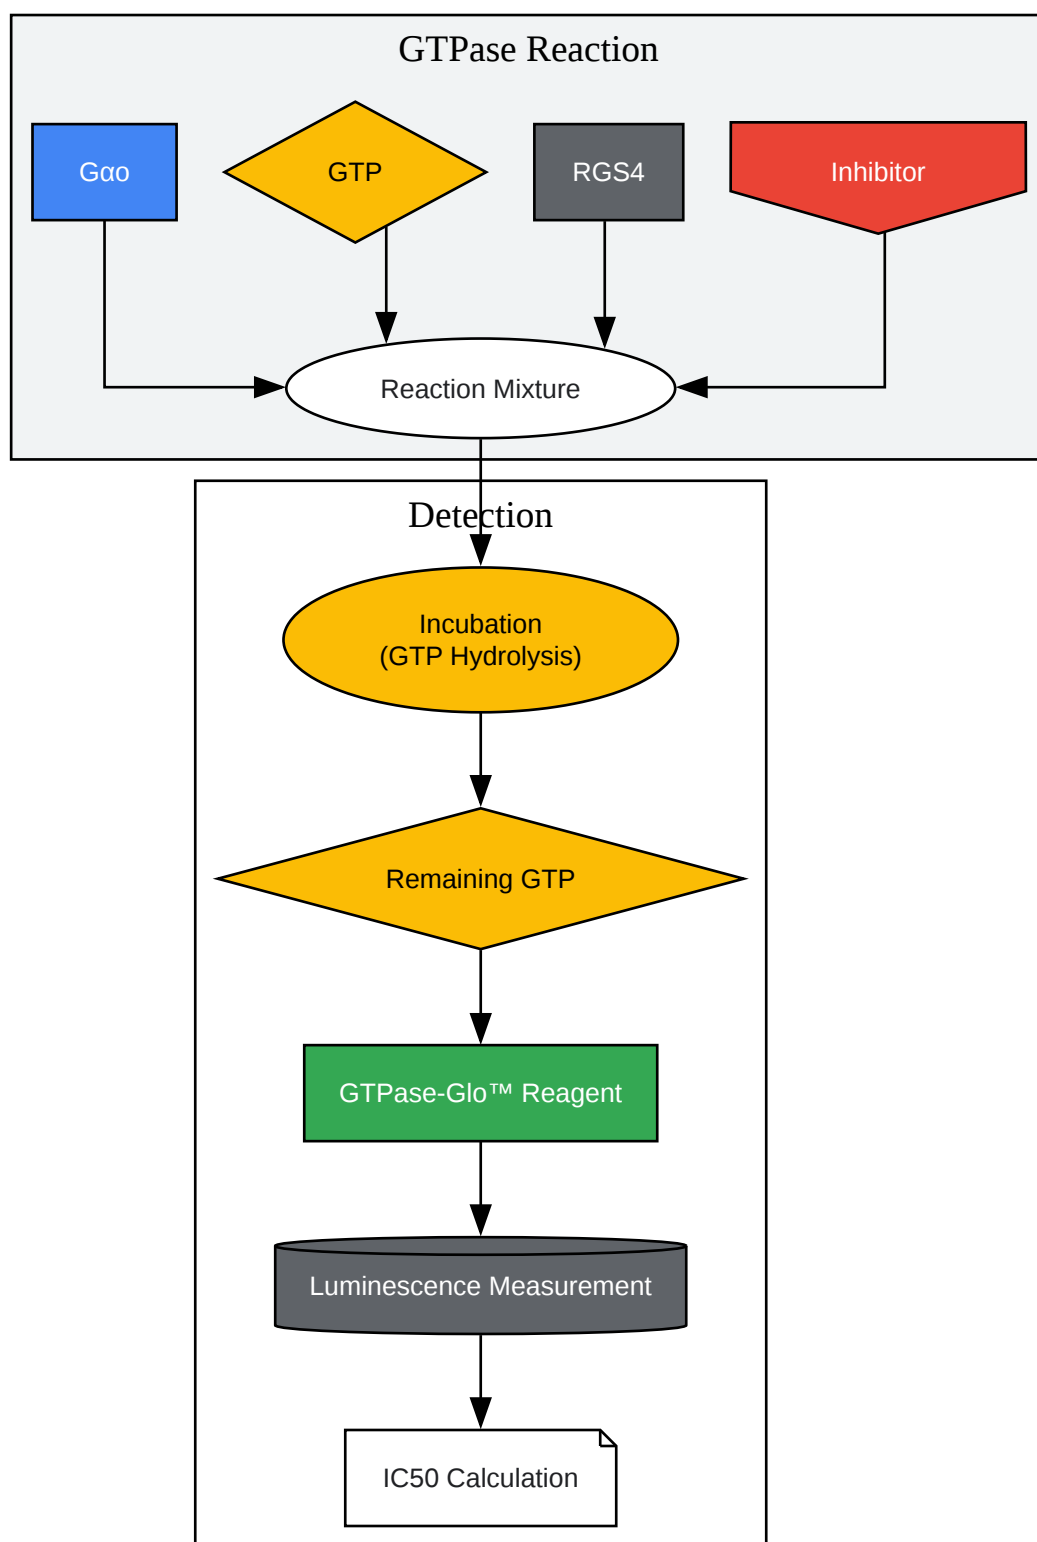 GTPase Reaction
Gαo
GTP
RGS4
Inhibitor
Reaction Mixture
Detection
Incubation
(GTP Hydrolysis)
Remaining GTP
GTPase-Glo™ Reagent
Luminescence Measurement
IC50 Calculation